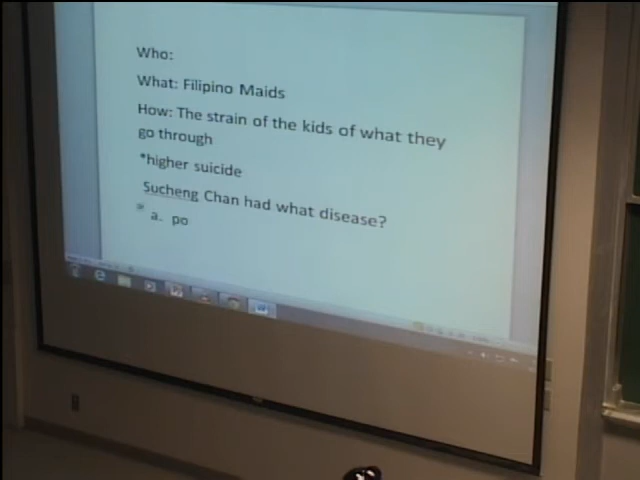 Who:
What: Filipino Maids
How: The strain of the kids of what they
go through
*higher suicide
Sucheng Chan had what disease?
a. po